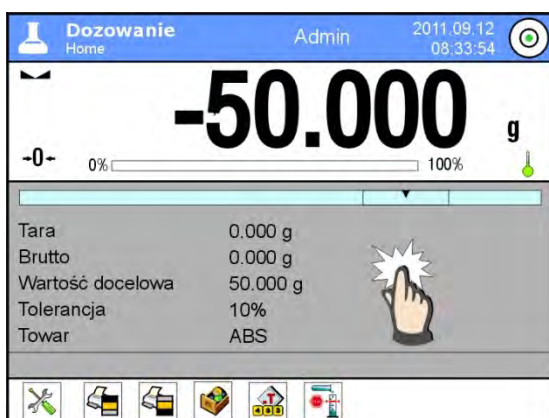 Dozowanie
Home
Admin
2011.09.12
08:33:54
-50.000 g
→0←
0% 100%
Tara 0.000 g
Brutto 0.000 g
Wartość docelowa 50.000 g
Tolerancja 10%
Towar ABS